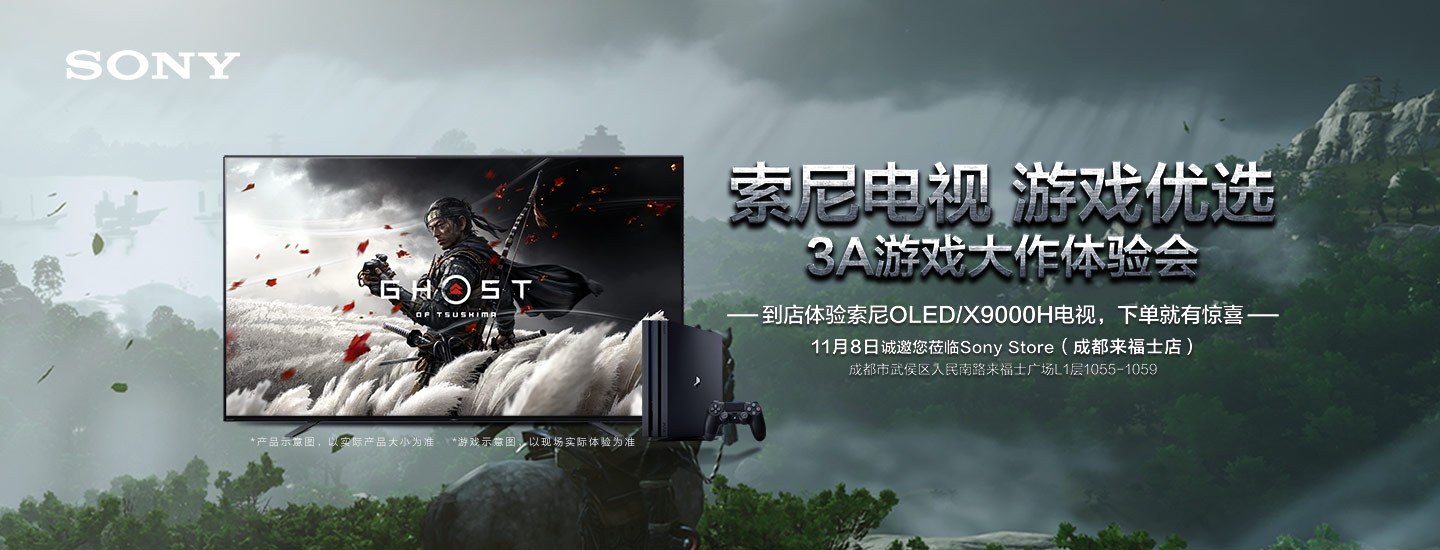 SONY
GHOST
OF TSUSHIMA
*产品示意图，以实际产品大小为准 *游戏示意图，以现场实际体验为准
索尼电视 游戏优选
3A游戏大作体验会
到店体验索尼OLED/X9000H电视，下单就有惊喜
11月8日诚邀您莅临Sony Store（成都来福士店）
成都市武侯区人民南路来福士广场L1层1055-1059